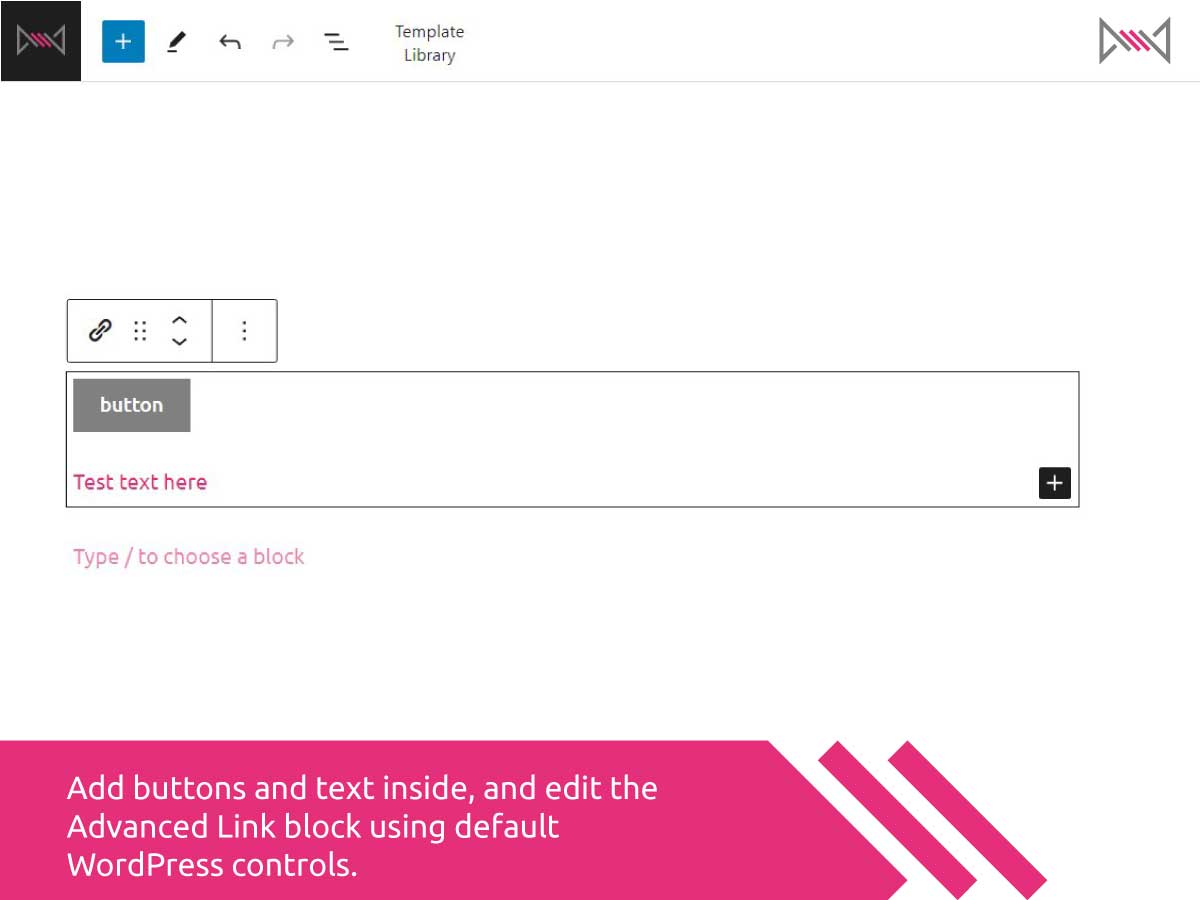 Template
Library
button
Test text here
Type / to choose a block
Add buttons and text inside, and edit the
Advanced Link block using default
WordPress controls.